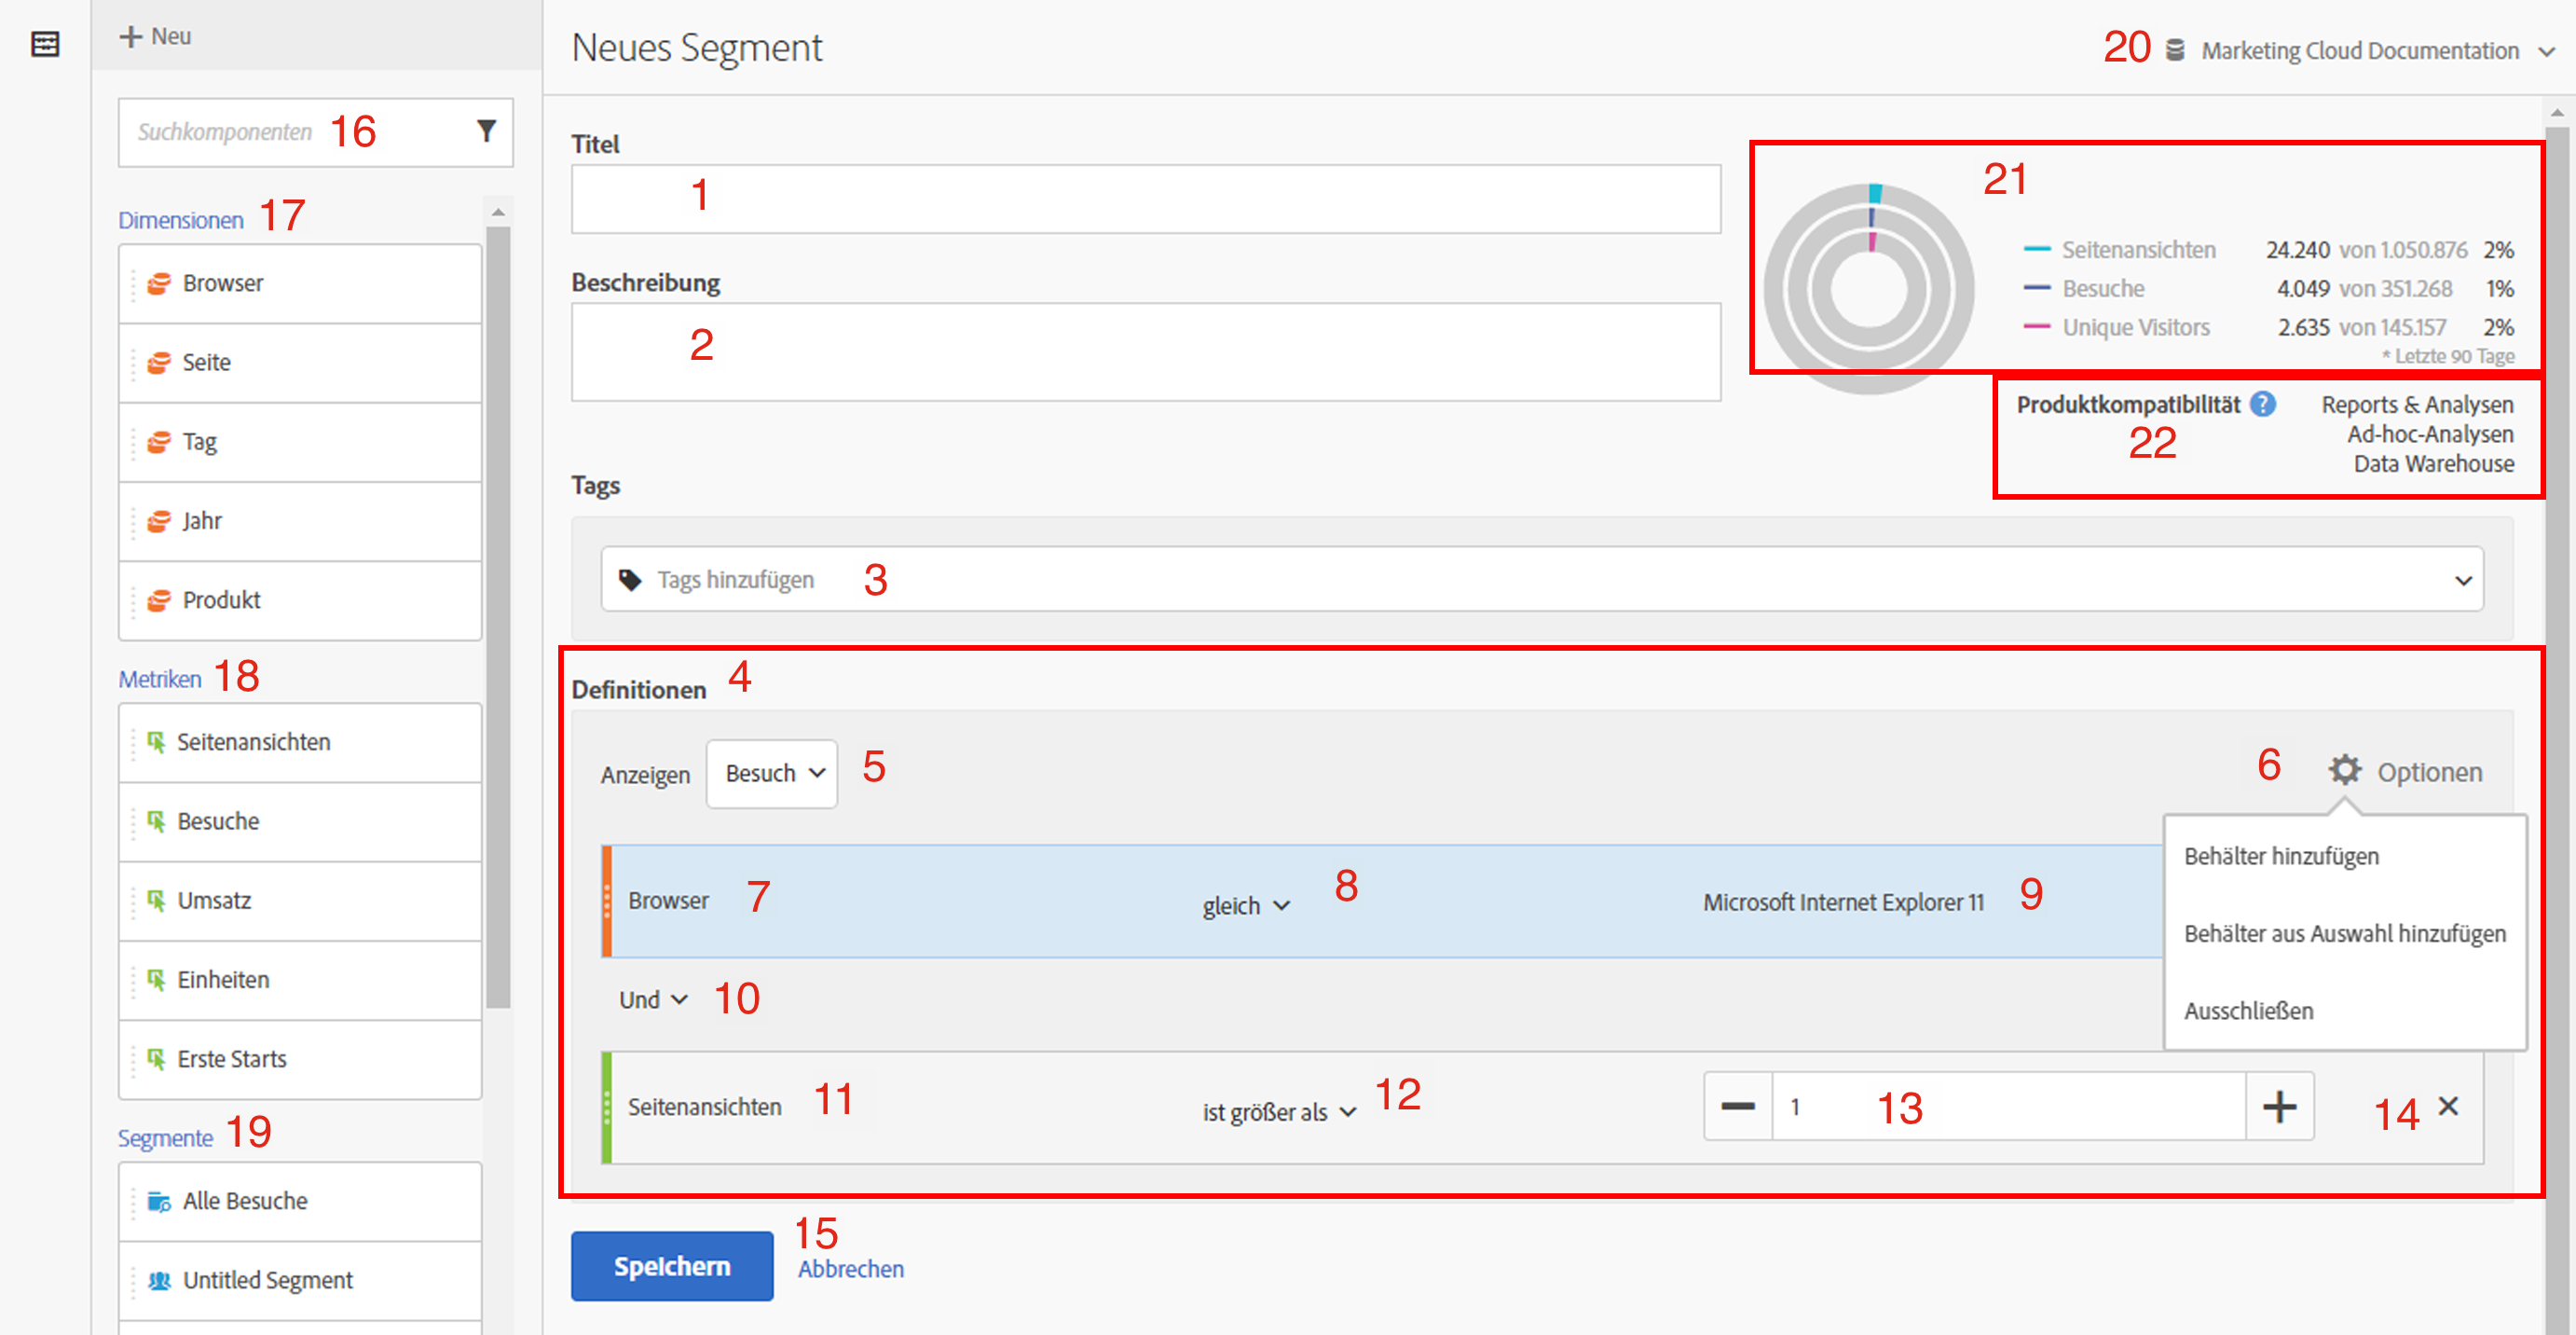 Neu
Suchkomponenten 16
Dimensionen 17
Browser
Seite
Tag
Jahr
Produkt
Metriken 18
Seitenansichten
Besuche
Umsatz
Einheiten
Erste Starts
Segmente 19
Alle Besuche
Untitled Segment
Neues Segment
20 Marketing Cloud Documentation
Titel
1
Beschreibung
2
21
Seitenansichten 24.240 von 1.050.876 2%
Besuche 4.049 von 351.268 1%
Unique Visitors 2.635 von 145.157 2%
* Letzte 90 Tage
Produktkompatibilität ? Reports & Analysen
22 Ad-hoc-Analysen
Data Warehouse
Tags
Tags hinzufügen 3
Definitionen 4
Anzeigen Besuch 5
6 Optionen
Behälter hinzufügen
Behälter aus Auswahl hinzufügen
Ausschließen
Browser 7 gleich 8 Microsoft Internet Explorer 11 9
Und 10
Seitenansichten 11 ist größer als 12 1 13 14
Speichern 15 Abbrechen